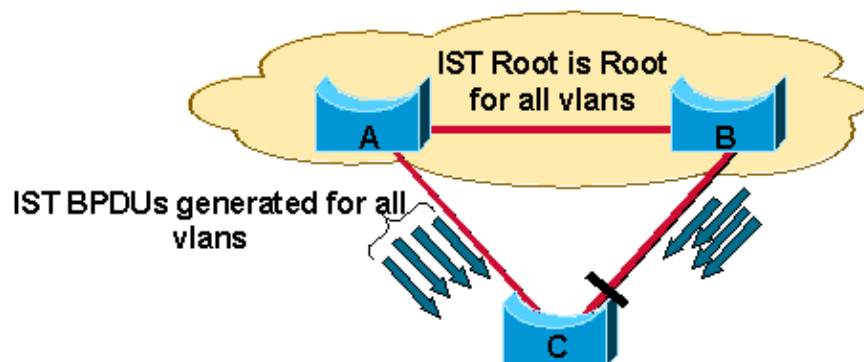 IST Root is Root
for all vlans
A
B
IST BPDUs generated for all
vlans
C